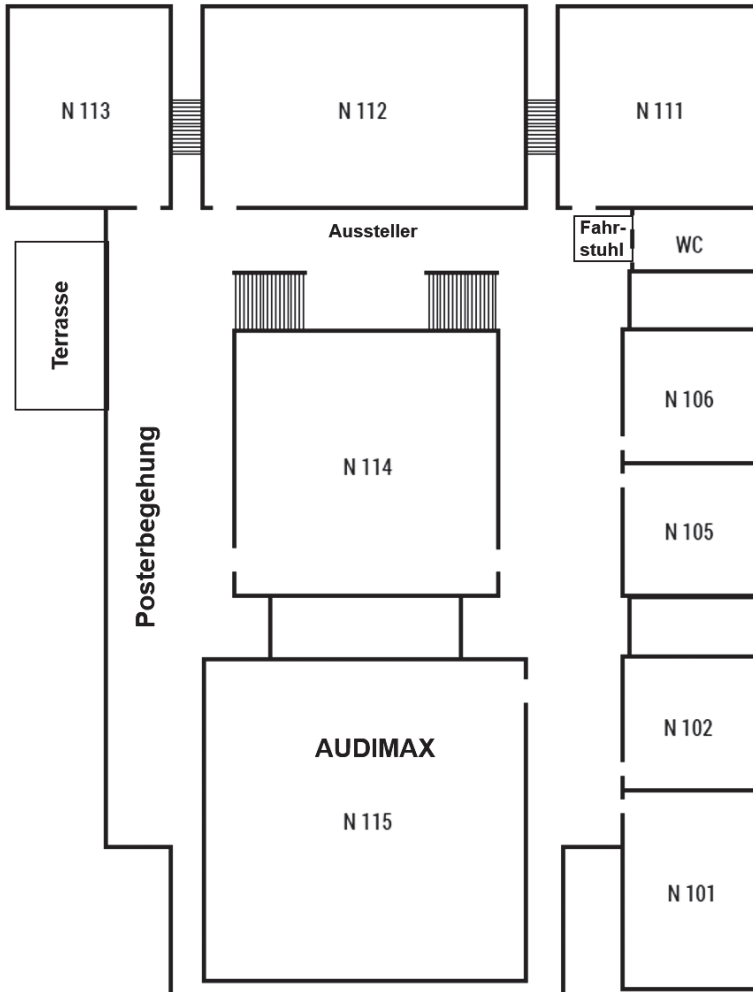 N 113
N 112
N 111
Aussteller
Fahr-
stuhl
WC
Terrasse
N 106
Posterbegehung
N 114
N 105
N 102
AUDIMAX
N 115
N 101